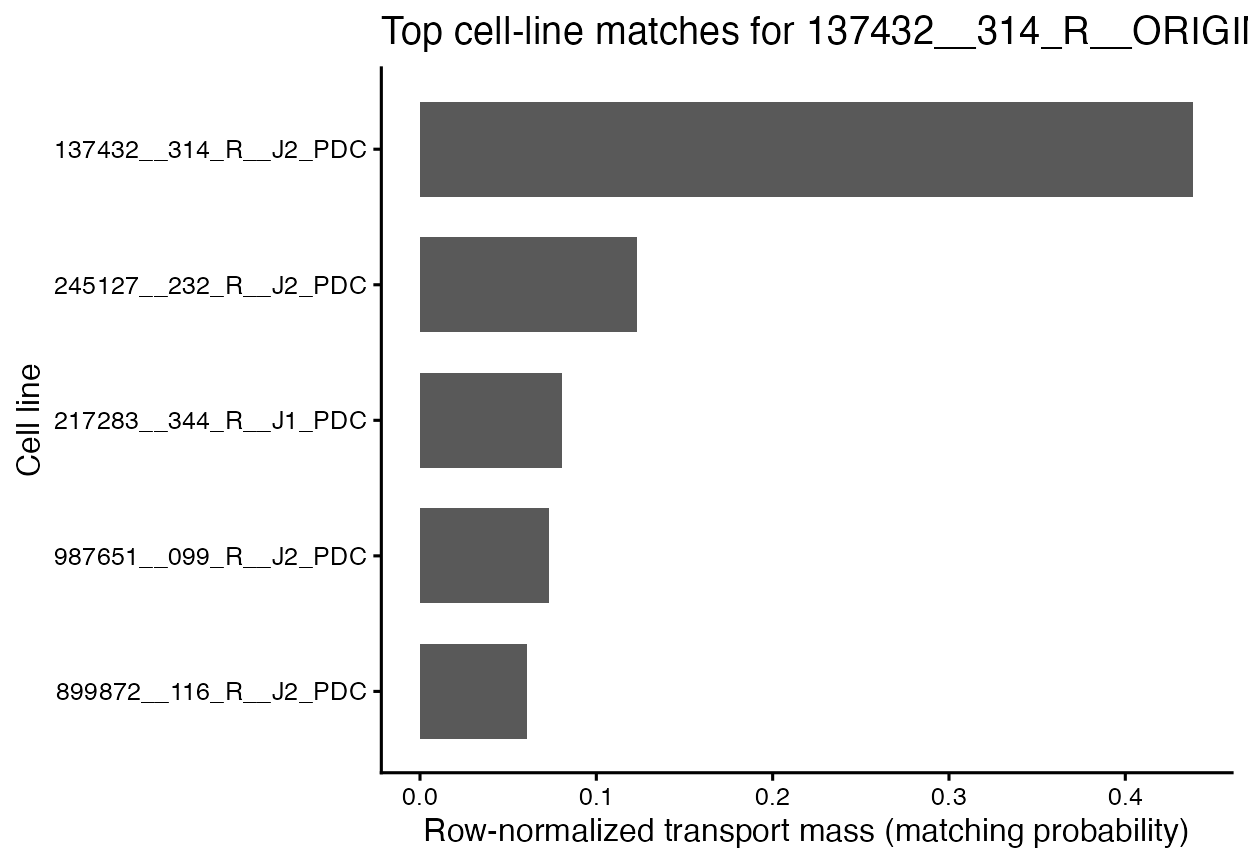 Top cell-line matches for 137432__314_R__ORIGI
137432__314_R__J2_PDC
245127__232_R__J2_PDC
217283__344_R__J1_PDC
987651__099_R__J2_PDC
899872__116_R__J2_PDC
Cell line
0.0 0.1 0.2 0.3 0.4
Row-normalized transport mass (matching probability)